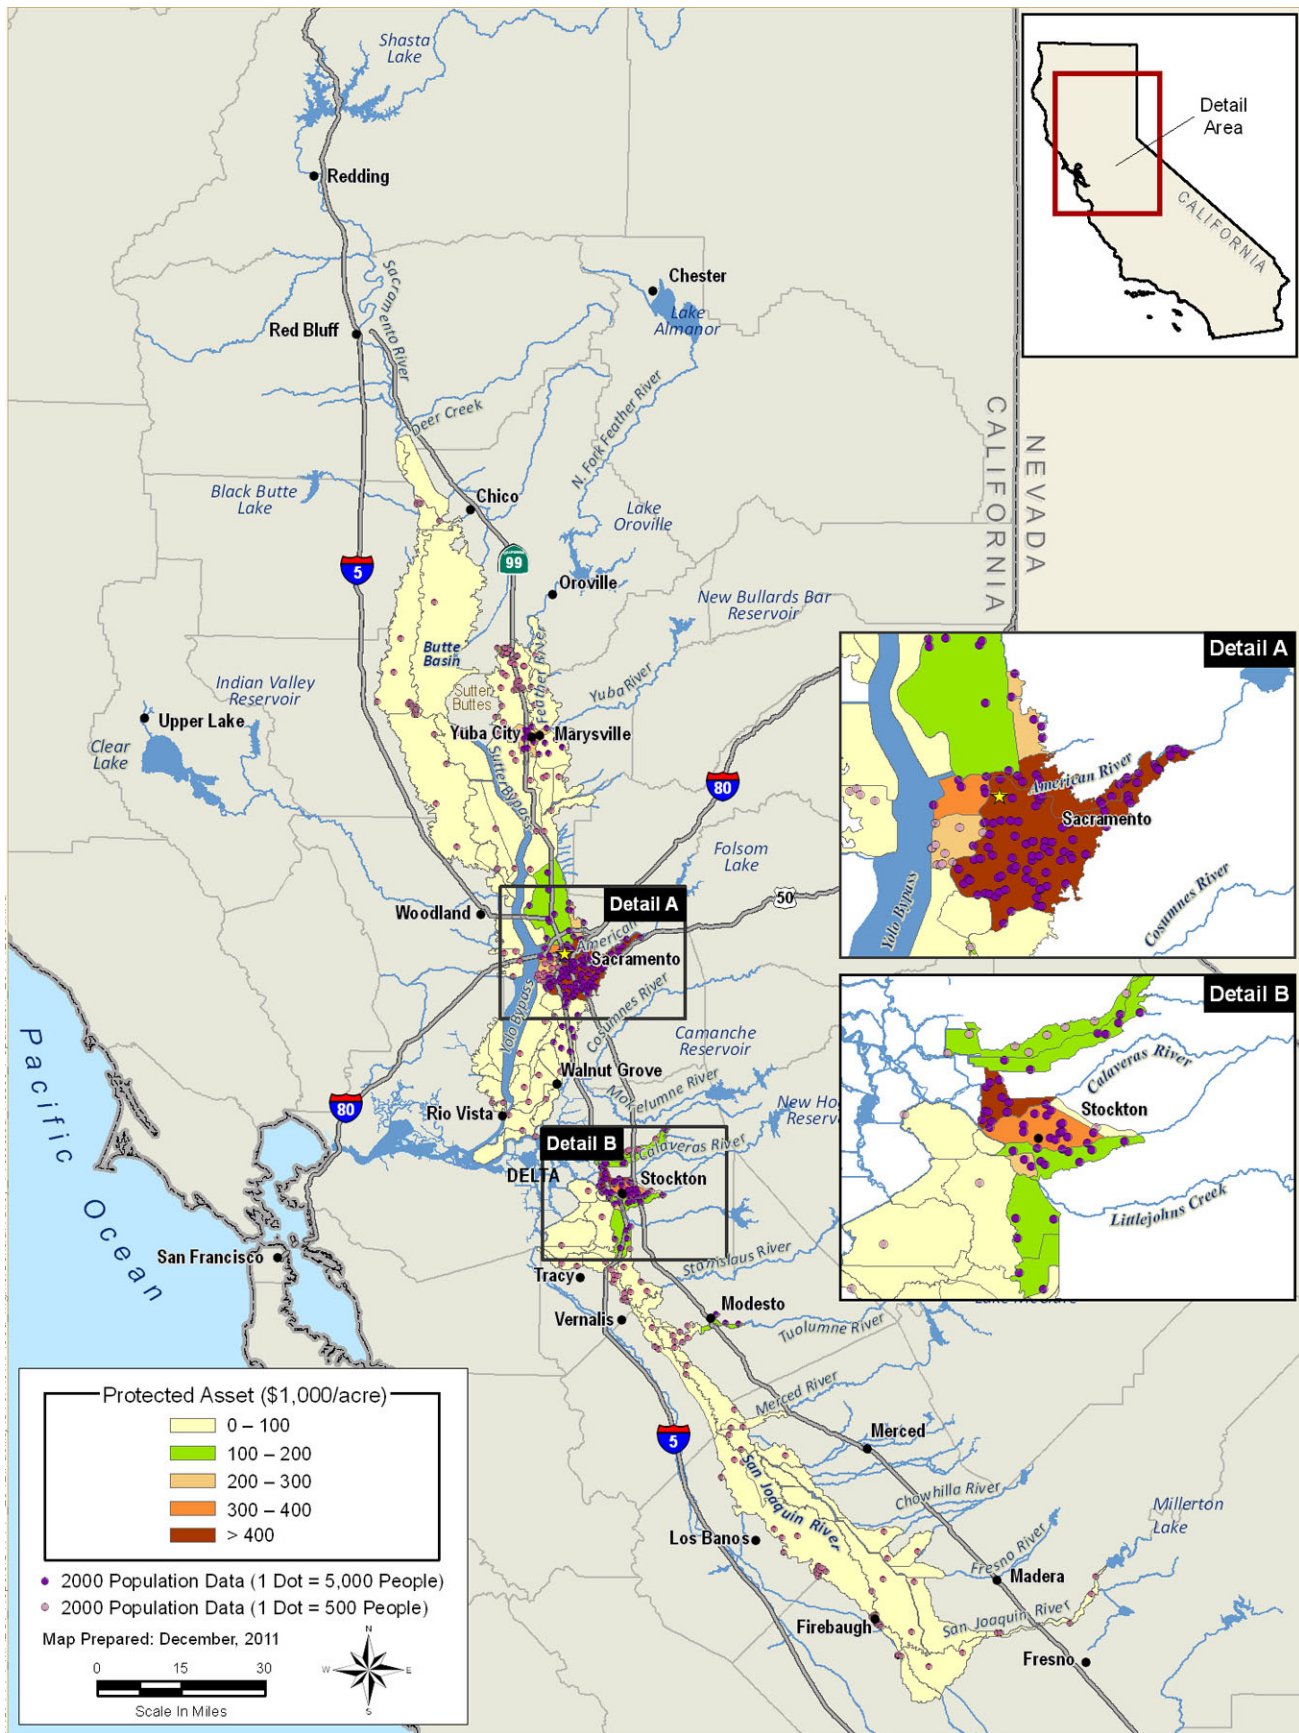 Shasta
Lake
Redding
Detail
Area
CALIFORNIA
Sacramento River
Chester
Lake
Almanor
Red Bluff
Deer Creek
N. Fork Feather River
CALIFORNIA
NEVADA
Black Butte
Lake
Chico
Lake
Oroville
99
5
Oroville
New Bullards Bar
Reservoir
Butte
Basin
Feather River
Yuba River
Sutter
Buttes
Indian Valley
Reservoir
Upper Lake
Yuba City
Marysville
Clear
Lake
Sutter Bypass
80
Folsom
Lake
50
Woodland
Detail A
American
Sacramento
Yolo Bypass
Cosumnes River
Camanche
Reservoir
Walnut Grove
Mokelumne River
80
Rio Vista
New Ho
Reserv
Detail B
Calaveras River
DELTA
Stockton
Pacific Ocean
San Francisco
Stanislaus River
Tracy
Modesto
Vernalis
Tuolumne River
Merced River
5
Merced
San Joaquin River
Chowhilla River
Millerton
Lake
Los Banos
Fresno River
Madera
Firebaugh
San Joaquin River
Fresno
Detail A
American River
Sacramento
Yolo Bypass
Cosumnes River
Detail B
Calaveras River
Stockton
Littlejohns Creek
Protected Asset ($1,000/acre)
0 – 100
100 – 200
200 – 300
300 – 400
> 400
2000 Population Data (1 Dot = 5,000 People)
2000 Population Data (1 Dot = 500 People)
Map Prepared: December, 2011
0 15 30
Scale In Miles
N
W E
S